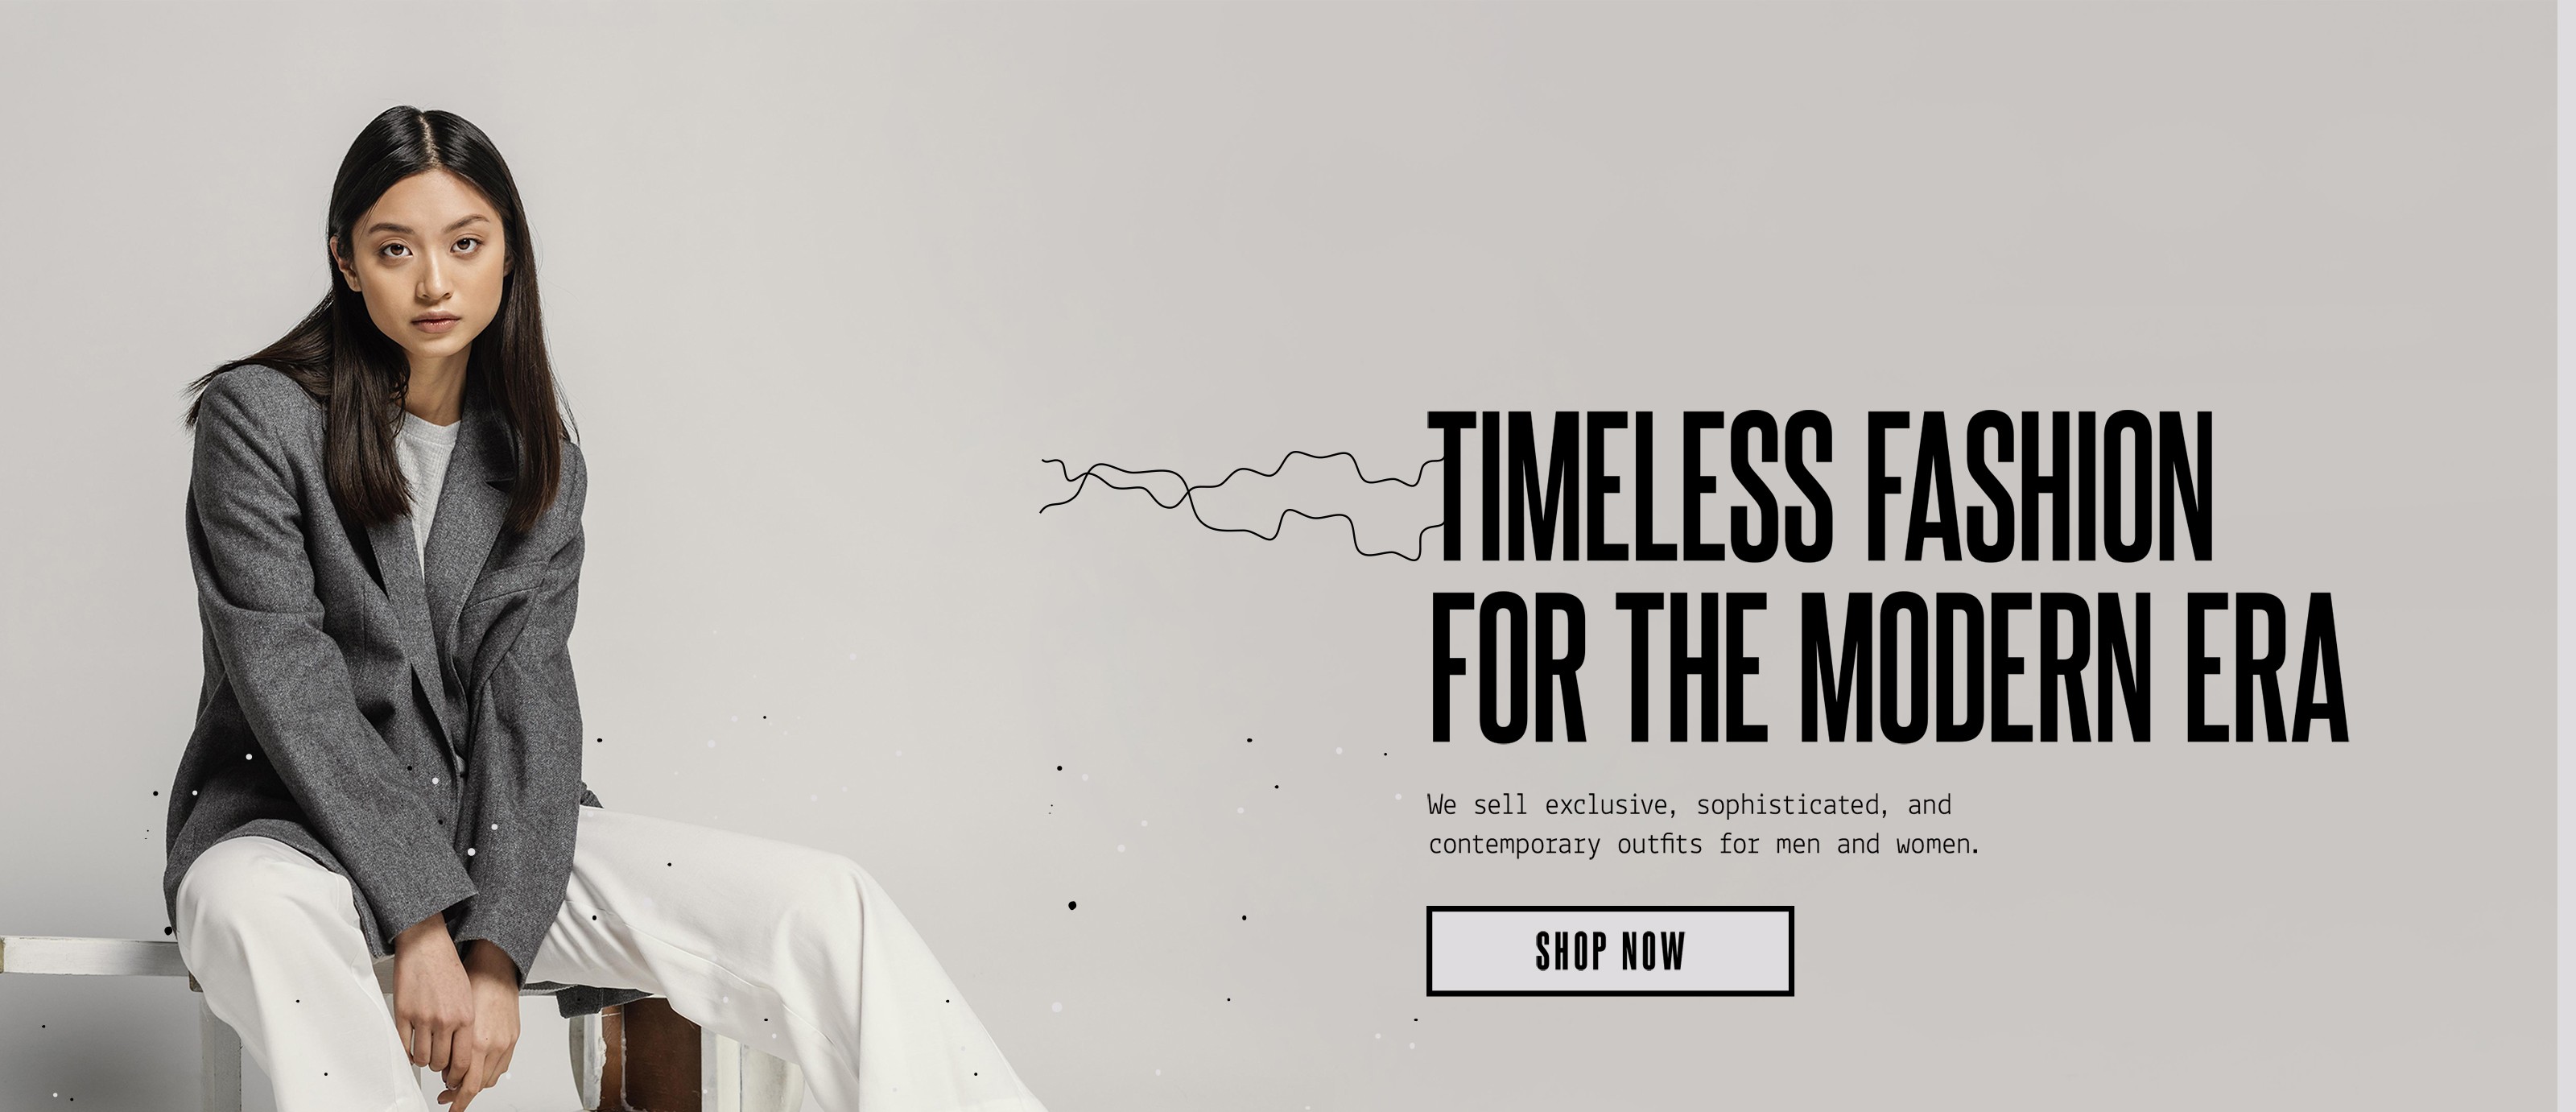 TIMELESS FASHION
FOR THE MODERN ERA
We sell exclusive, sophisticated, and
contemporary outfits for men and women.
SHOP NOW